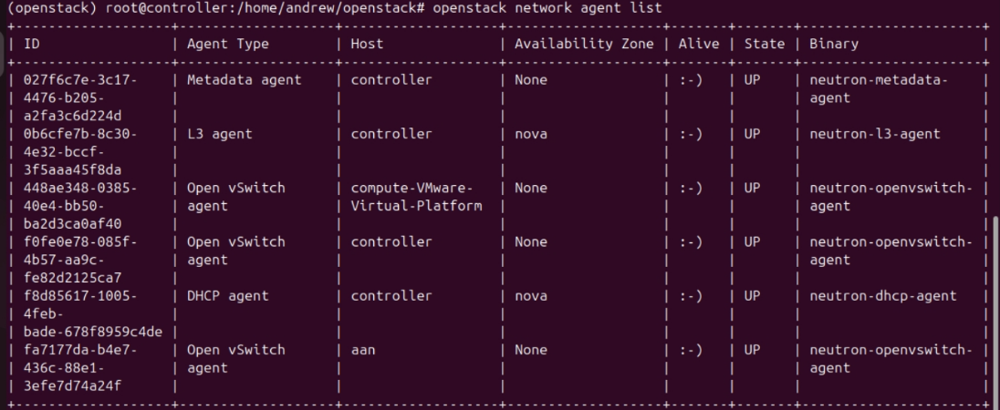 (openstack) root@controller:/home/andrew/openstack# openstack network agent list
+-------------------+------------------+------------------+-------------------+-------+-------+---------------------+
| ID                | Agent Type       | Host             | Availability Zone | Alive | State | Binary              |
+-------------------+------------------+------------------+-------------------+-------+-------+---------------------+
| 027f6c7e-3c17-    | Metadata agent   | controller       | None              | :-)   | UP    | neutron-metadata-   |
| 4476-b205-        |                  |                  |                   |       |       | agent               |
| a2fa3c6d224d      |                  |                  |                   |       |       |                     |
| 0b6cfe7b-8c30-    | L3 agent         | controller       | nova              | :-)   | UP    | neutron-l3-agent    |
| 4e32-bccf-        |                  |                  |                   |       |       |                     |
| 3f5aaa45f8da      |                  |                  |                   |       |       |                     |
| 448ae348-0385-    | Open vSwitch     | compute-VMware-  | None              | :-)   | UP    | neutron-openvswitch-|
| 40e4-bb50-        | agent            | Virtual-Platform |                   |       |       | agent               |
| ba2d3ca0af40      |                  |                  |                   |       |       |                     |
| f0fe0e78-085f-    | Open vSwitch     | controller       | None              | :-)   | UP    | neutron-openvswitch-|
| 4b57-aa9c-        | agent            |                  |                   |       |       | agent               |
| fe82d2125ca7      |                  |                  |                   |       |       |                     |
| f8d85617-1005-    | DHCP agent       | controller       | nova              | :-)   | UP    | neutron-dhcp-agent  |
| 4feb-             |                  |                  |                   |       |       |                     |
| bade-678f8959c4de |                  |                  |                   |       |       |                     |
| fa7177da-b4e7-    | Open vSwitch     | aan              | None              | :-)   | UP    | neutron-openvswitch-|
| 436c-88e1-        | agent            |                  |                   |       |       | agent               |
| 3efe7d74a24f      |                  |                  |                   |       |       |                     |
+-------------------+------------------+------------------+-------------------+-------+-------+---------------------+